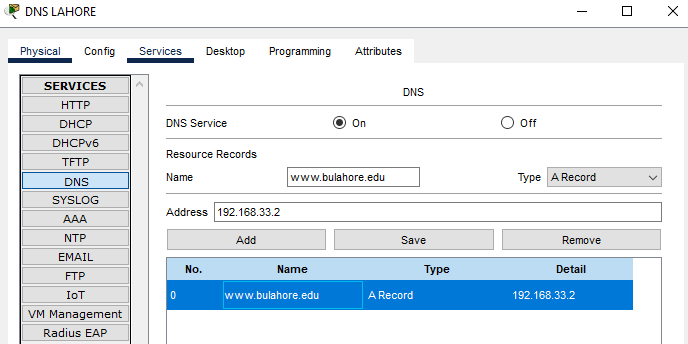 DNS LAHORE
Physical Config Services Desktop Programming Attributes
SERVICES
HTTP
DHCP
DHCPv6
TFTP
DNS
SYSLOG
AAA
NTP
EMAIL
FTP
IoT
VM Management
Radius EAP
DNS
DNS Service On Off
Resource Records
Name www.bulahore.edu Type A Record
Address 192.168.33.2
Add Save Remove
No. Name Type Detail
0 www.bulahore.edu A Record 192.168.33.2